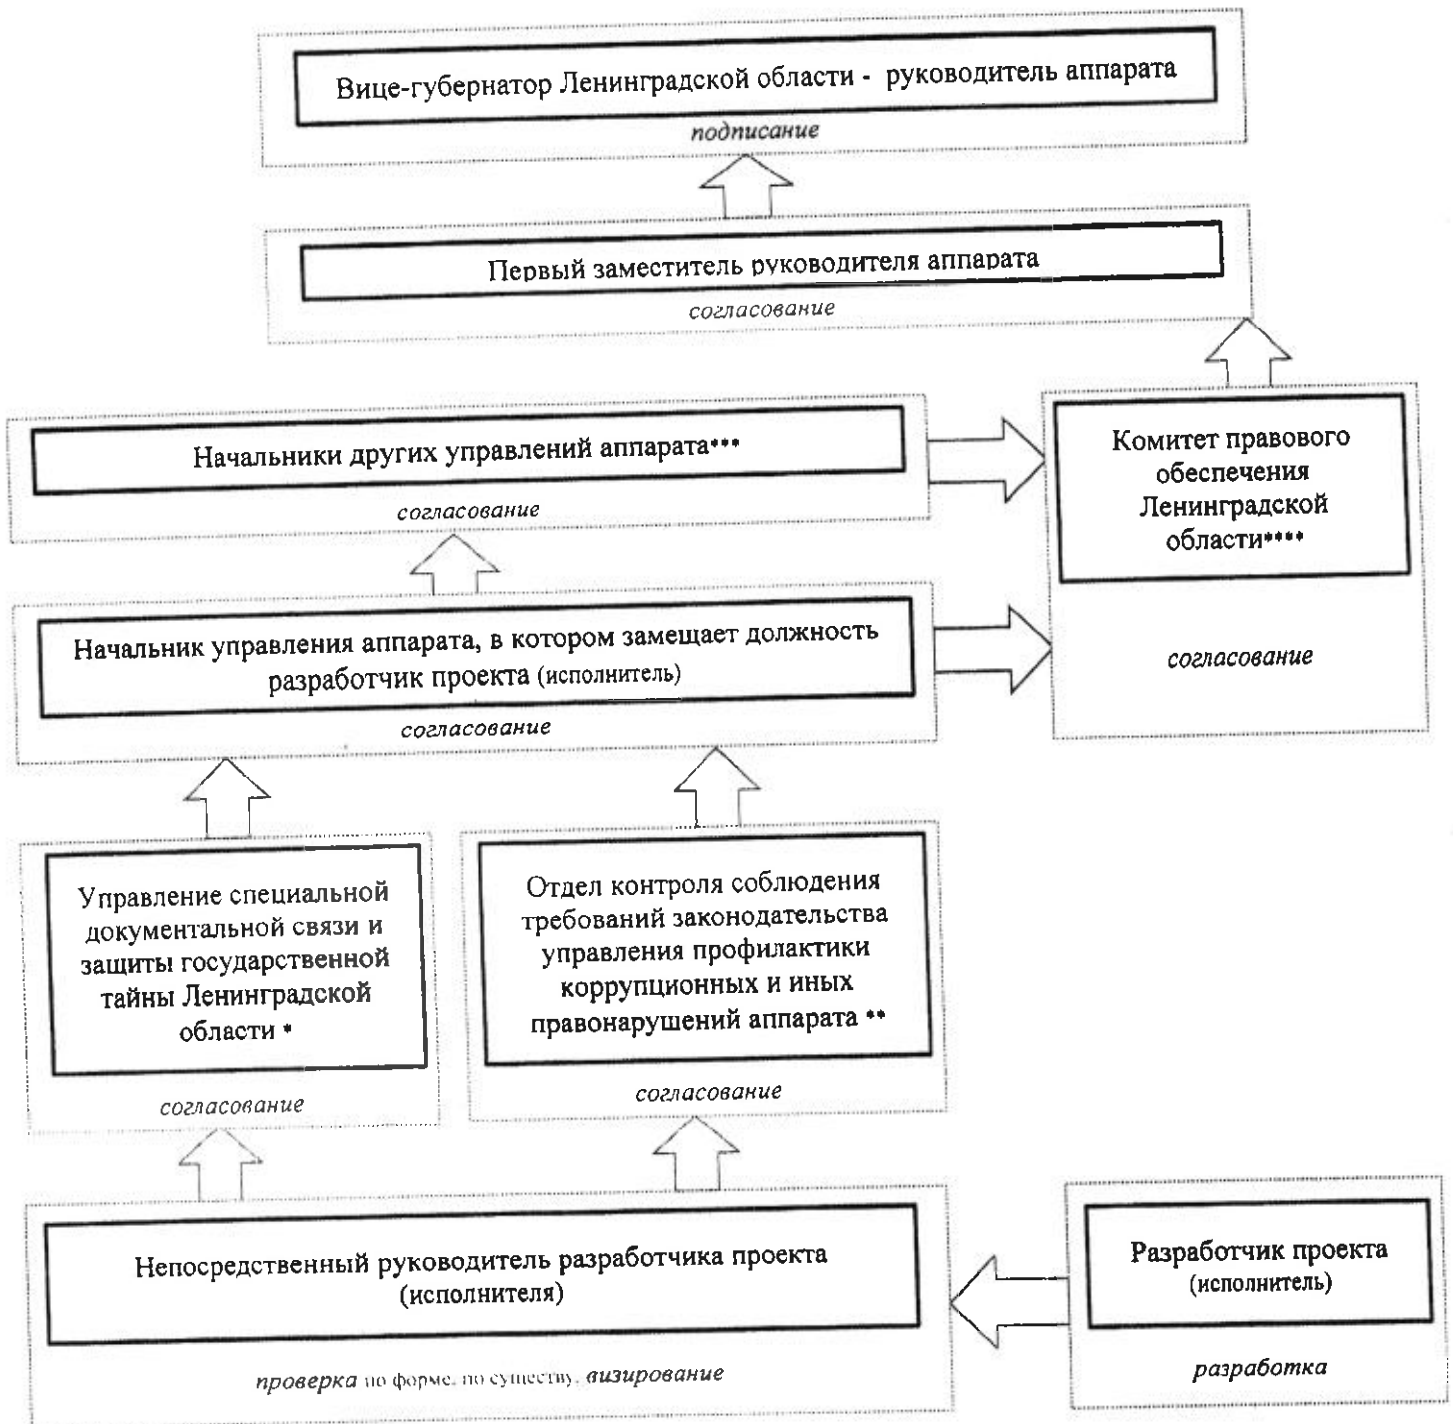 Вице-губернатор Ленинградской области - руководитель аппарата
подписание
Первый заместитель руководителя аппарата
согласование
Начальники других управлений аппарата***
согласование
Комитет правового
обеспечения
Ленинградской
области****
согласование
Начальник управления аппарата, в котором замещает должность
разработчик проекта (исполнитель)
согласование
Управление специальной
документальной связи и
защиты государственной
тайны Ленинградской
области *
согласование
Отдел контроля соблюдения
требований законодательства
управления профилактики
коррупционных и иных
правонарушений аппарата **
согласование
Непосредственный руководитель разработчика проекта
(исполнителя)
проверка по форме, по существу, визирование
Разработчик проекта
(исполнитель)
разработка